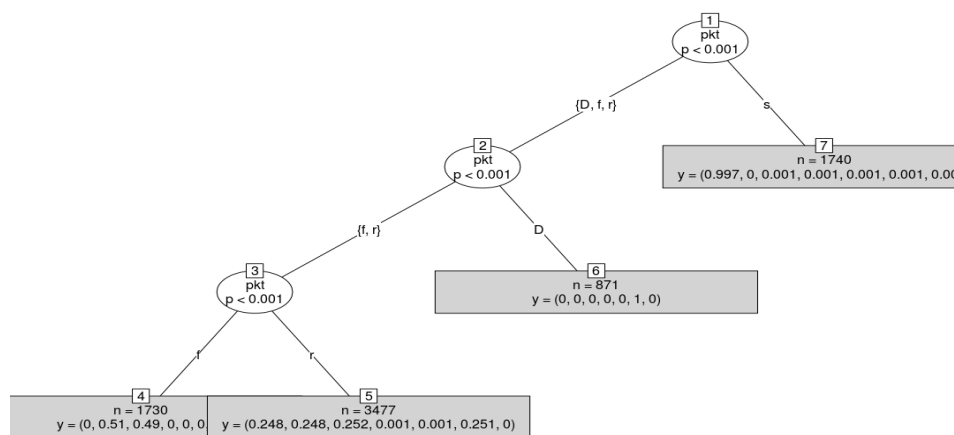 1
pkt
p < 0.001
{D, f, r}
s
2
pkt
p < 0.001
7
n = 1740
y = (0.997, 0, 0.001, 0.001, 0.001, 0.001, 0.00
{f, r}
D
3
pkt
p < 0.001
6
n = 871
y = (0, 0, 0, 0, 0, 1, 0)
f
r
4
n = 1730
y = (0, 0.51, 0.49, 0, 0, 0.
5
n = 3477
y = (0.248, 0.248, 0.252, 0.001, 0.001, 0.251, 0)